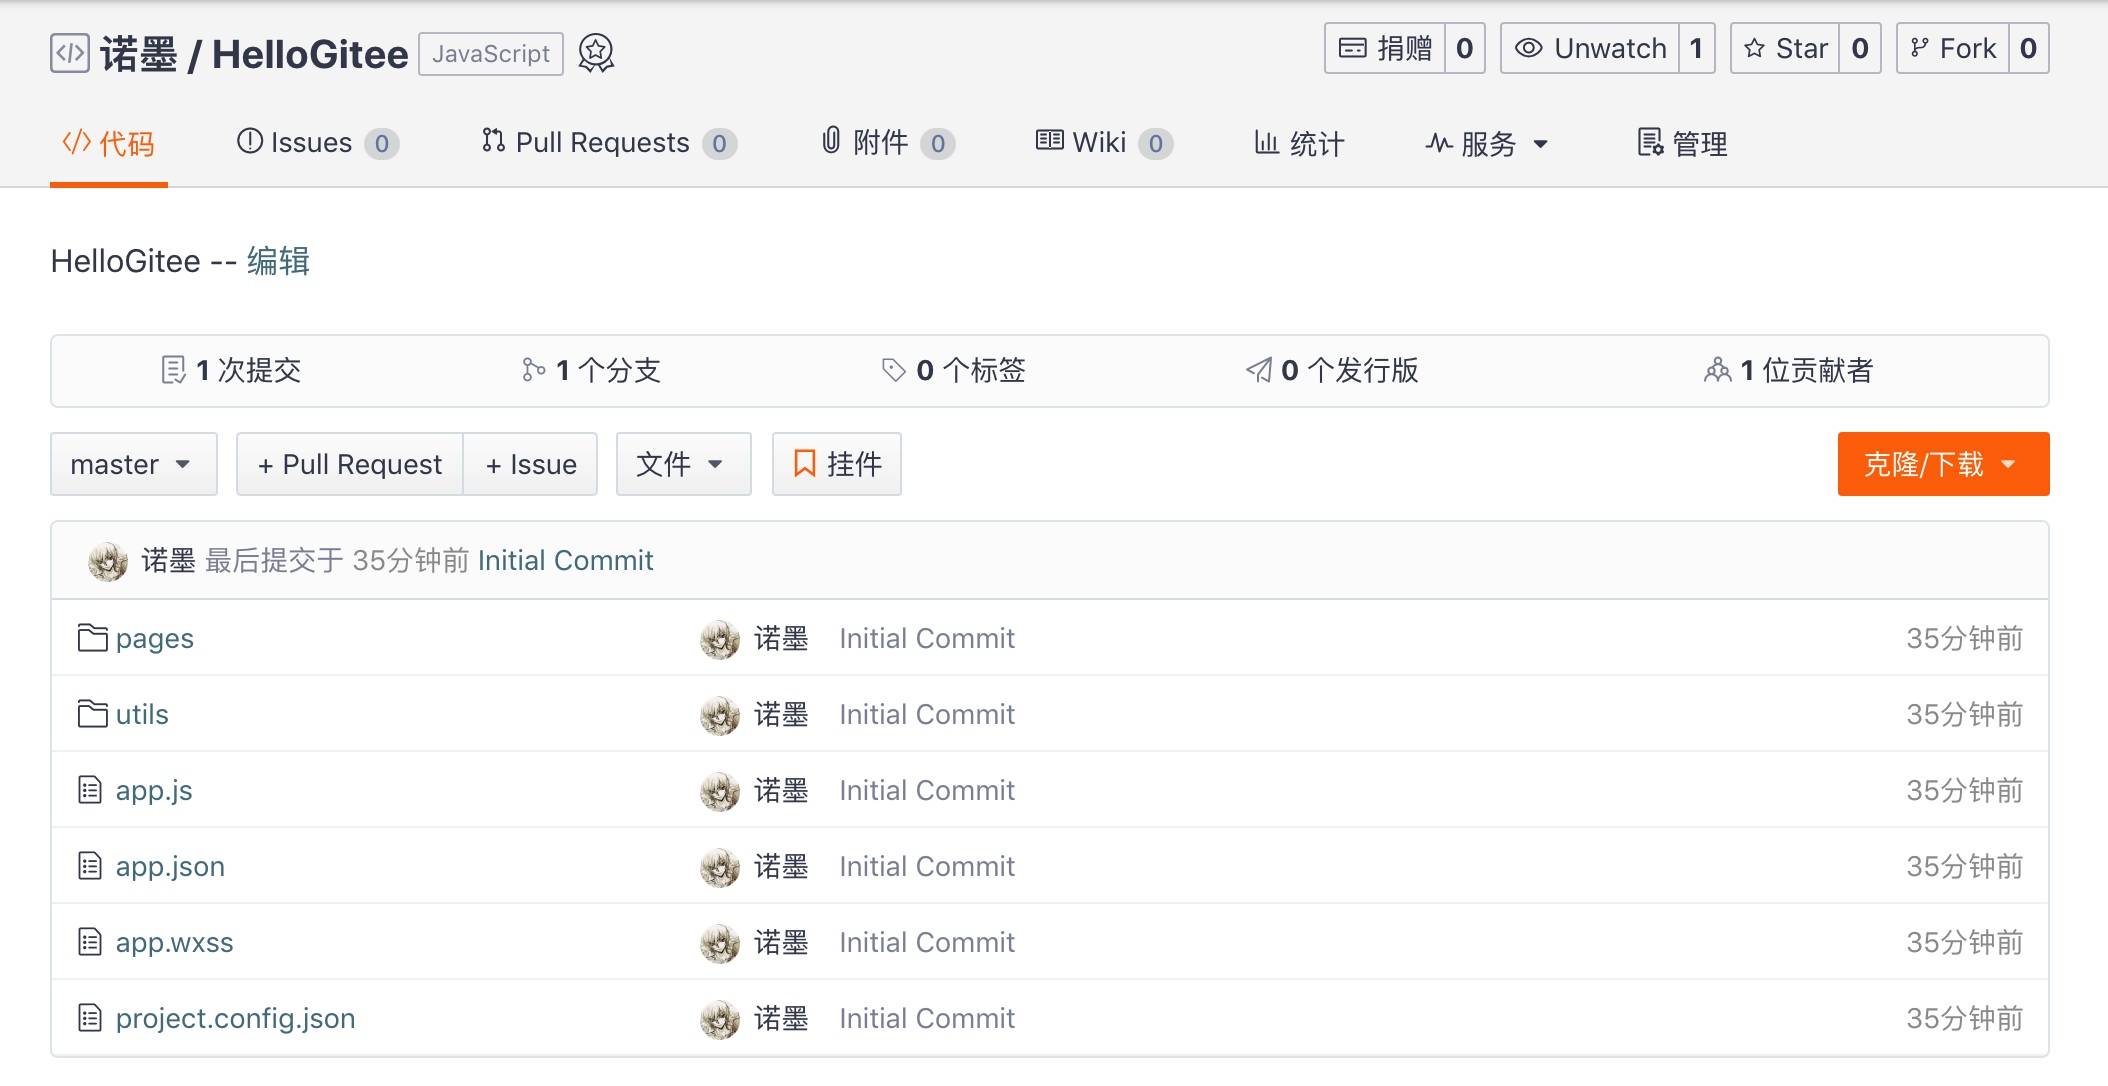 诺墨 / HelloGitee JavaScript 捐赠 0 Unwatch 1 Star 0 Fork 0
代码 Issues 0 Pull Requests 0 附件 0 Wiki 0 统计 服务 管理
HelloGitee -- 编辑
1 次提交 1 个分支 0 个标签 0 个发行版 1 位贡献者
master + Pull Request + Issue 文件 挂件 克隆/下载
诺墨 最后提交于 35分钟前 Initial Commit
pages 诺墨 Initial Commit 35分钟前
utils 诺墨 Initial Commit 35分钟前
app.js 诺墨 Initial Commit 35分钟前
app.json 诺墨 Initial Commit 35分钟前
app.wxss 诺墨 Initial Commit 35分钟前
project.config.json 诺墨 Initial Commit 35分钟前